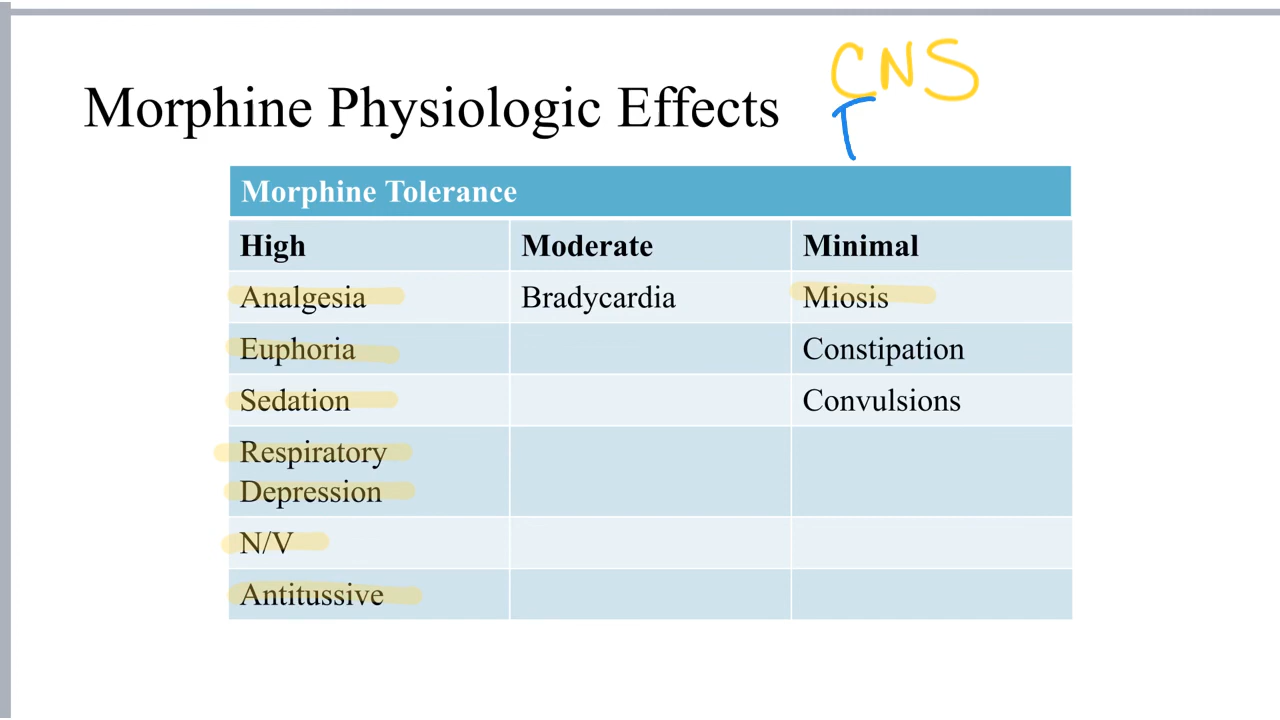 CNS
Morphine Physiologic Effects
Morphine Tolerance
High Moderate Minimal
Analgesia Bradycardia Miosis
Euphoria Constipation
Sedation Convulsions
Respiratory
Depression
N/V
Antitussive